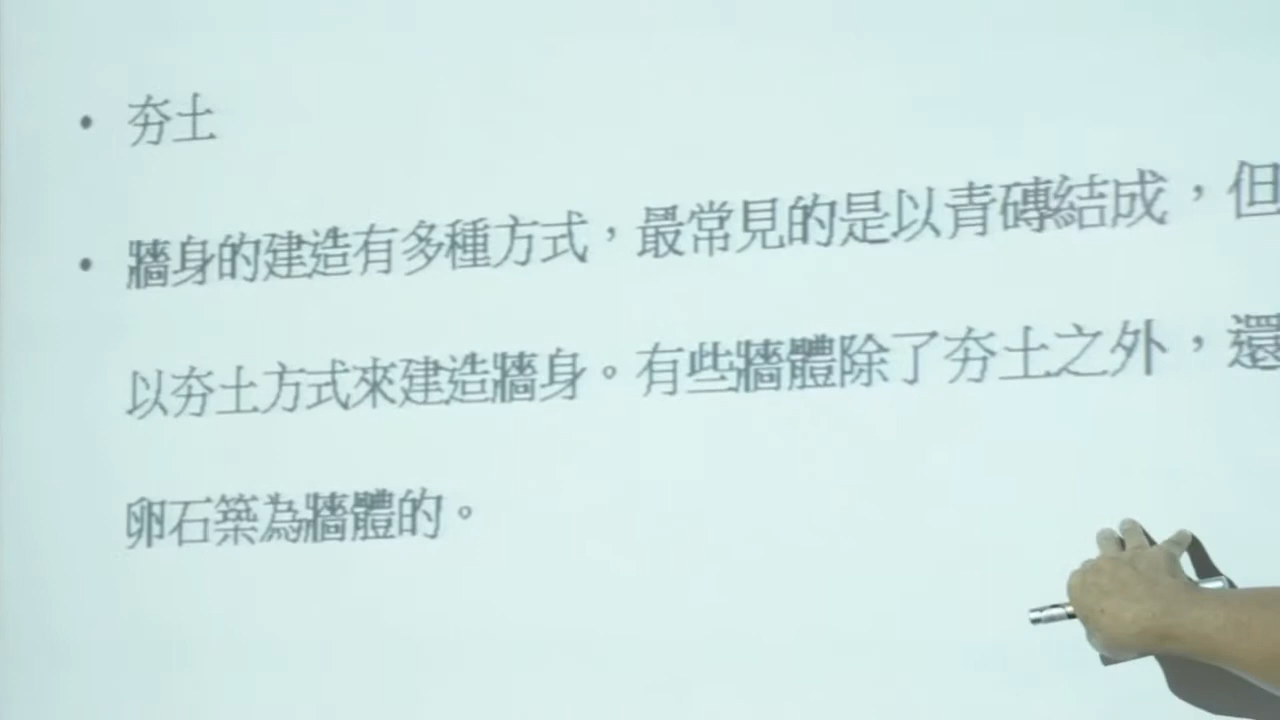 • 夯土
• 牆身的建造有多種方式，最常見的是以青磚結成，但
以夯土方式來建造牆身。有些牆體除了夯土之外，還
卵石築為牆體的。